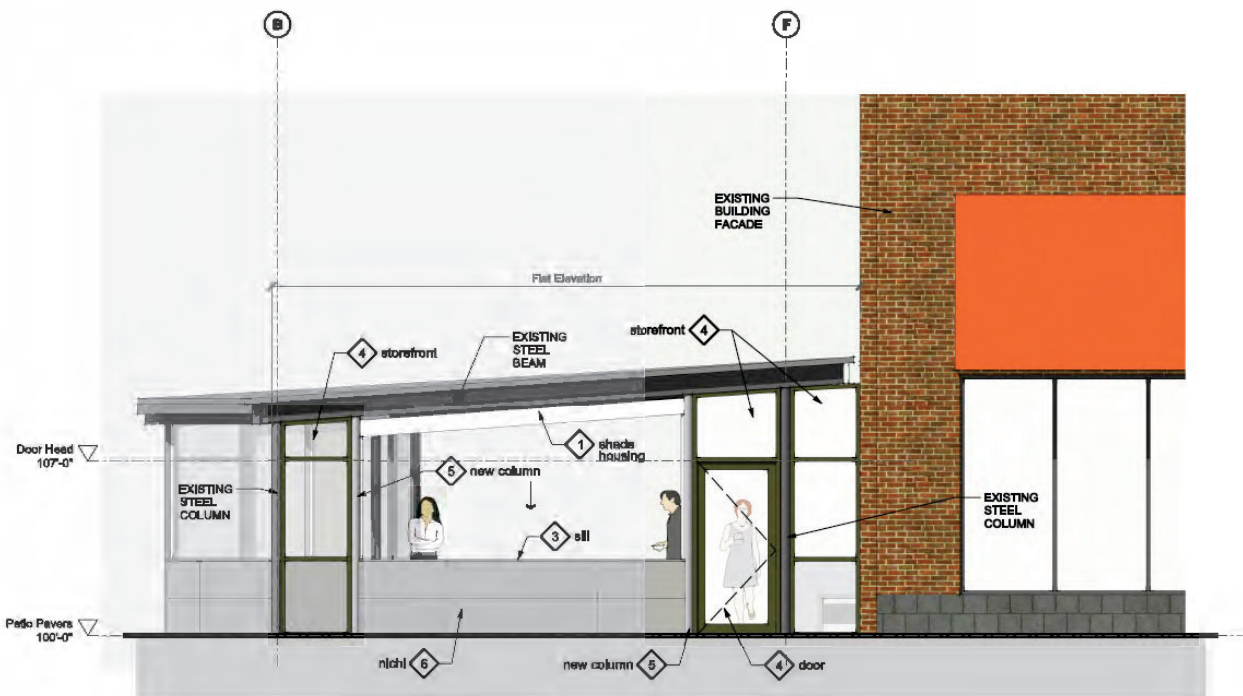 B
F
EXISTING
BUILDING
FACADE
Flat Elevation
4 storefront
EXISTING
STEEL
BEAM
storefront 4
Door Head
107'-0"
1 shade
housing
5 new column
EXISTING
STEEL
COLUMN
EXISTING
STEEL
COLUMN
3 sill
Patio Pavers
100'-0"
nichi 6
new column 5
4 door